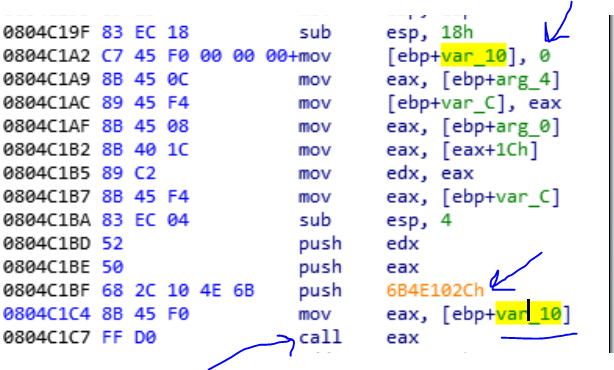 0804C19F 83 EC 18 sub esp, 18h
0804C1A2 C7 45 F0 00 00 00+mov [ebp+var_10], 0
0804C1A9 8B 45 0C mov eax, [ebp+arg_4]
0804C1AC 89 45 F4 mov [ebp+var_C], eax
0804C1AF 8B 45 08 mov eax, [ebp+arg_0]
0804C1B2 8B 40 1C mov eax, [eax+1Ch]
0804C1B5 89 C2 mov edx, eax
0804C1B7 8B 45 F4 mov eax, [ebp+var_C]
0804C1BA 83 EC 04 sub esp, 4
0804C1BD 52 push edx
0804C1BE 50 push eax
0804C1BF 68 2C 10 4E 6B push 6B4E102Ch
0804C1C4 8B 45 F0 mov eax, [ebp+var_10]
0804C1C7 FF D0 call eax